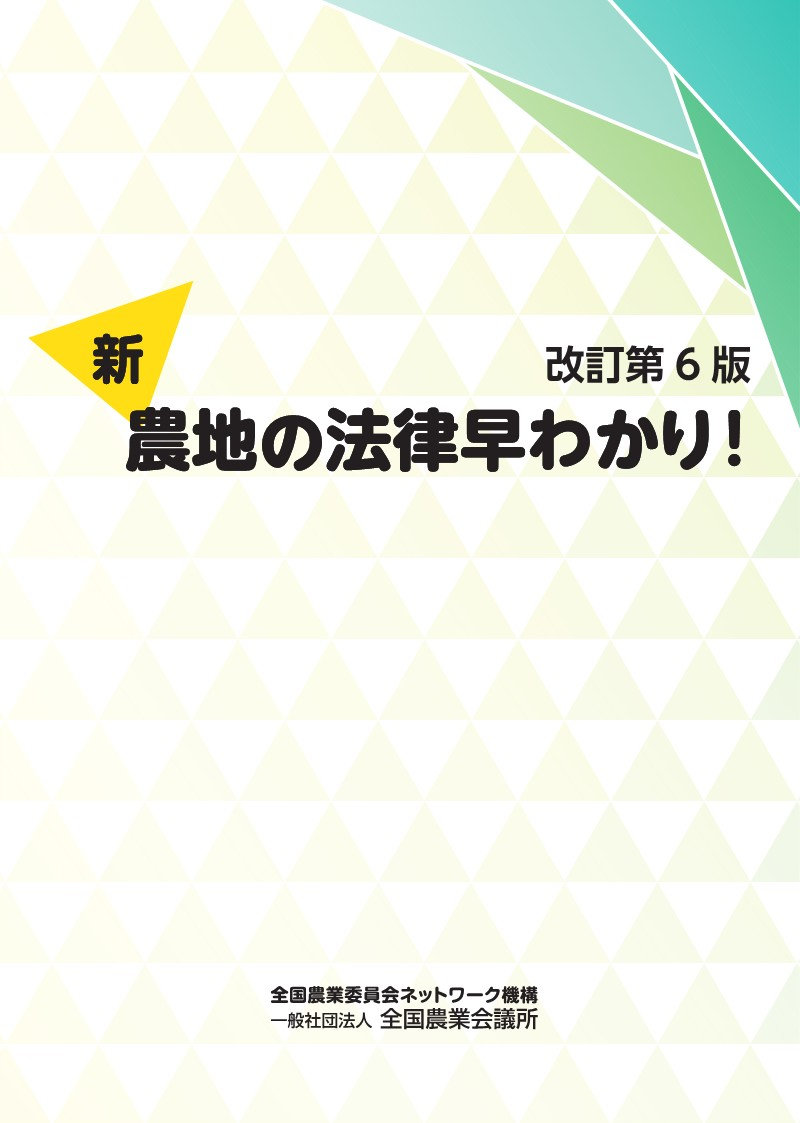 新
改訂第6版
農地の法律早わかり!
全国農業委員会ネットワーク機構
一般社団法人 全国農業会議所